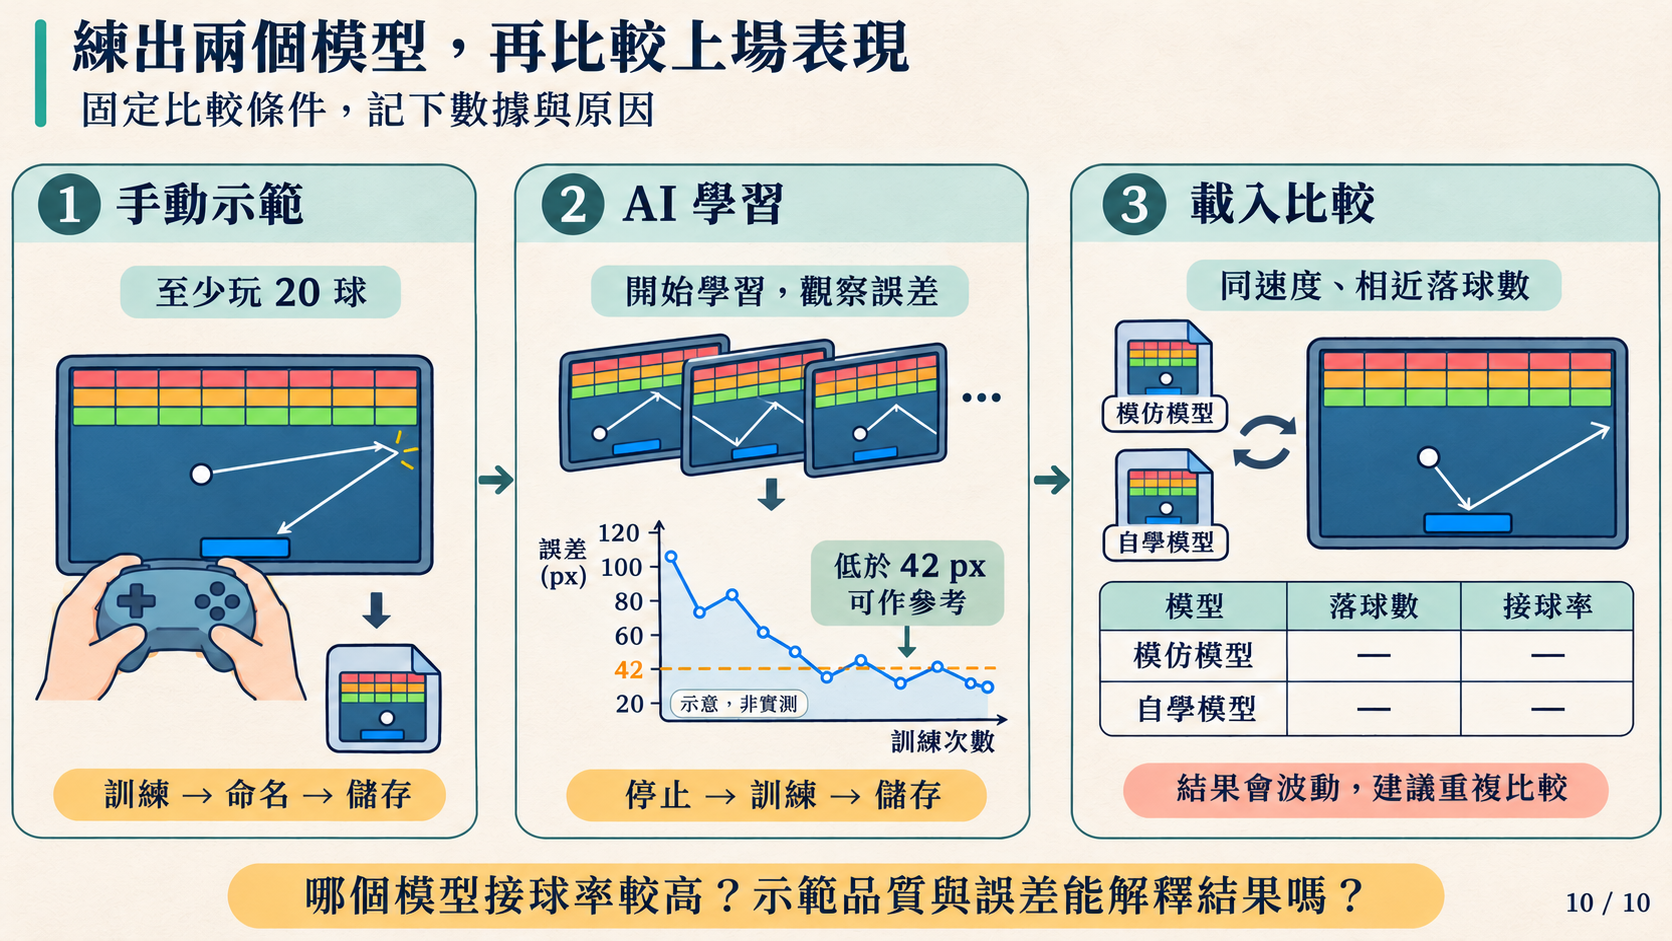 練出兩個模型，再比較上場表現
固定比較條件，記下數據與原因
1 手動示範
至少玩 20 球
訓練 → 命名 → 儲存
2 AI 學習
開始學習，觀察誤差
...
誤差
(px)
120
100
80
60
42
20
低於 42 px
可作參考
示意，非實測
訓練次數
停止 → 訓練 → 儲存
3 載入比較
同速度、相近落球數
模仿模型
自學模型
模型 落球數 接球率
模仿模型 — —
自學模型 — —
結果會波動，建議重複比較
哪個模型接球率較高？示範品質與誤差能解釋結果嗎？
10 / 10